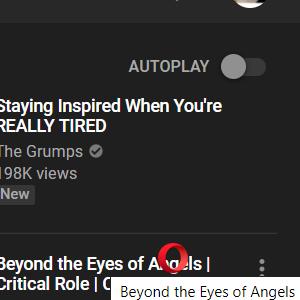 AUTOPLAY
Staying Inspired When You're
REALLY TIRED
The Grumps
198K views
New
Beyond the Eyes of Angels |
Critical Role |
Beyond the Eyes of Angels